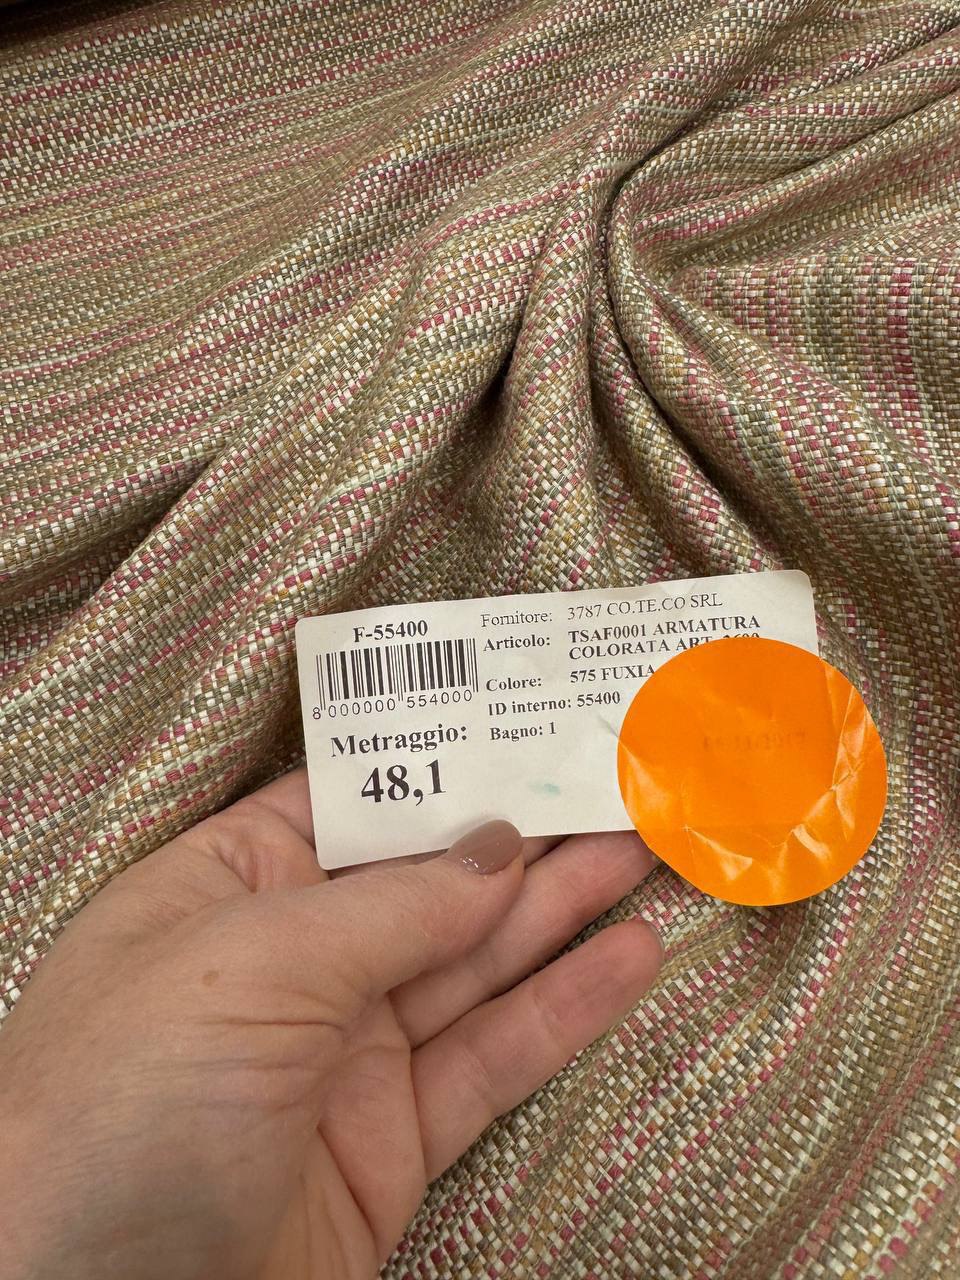 F-55400
8 000000 554000
Metraggio:
48,1
Fornitore: 3787 CO.TE.CO SRL
Articolo: TSAF0001 ARMATURA
COLORATA ART.
Colore: 575 FUXIA
ID interno: 55400
Bagno: 1